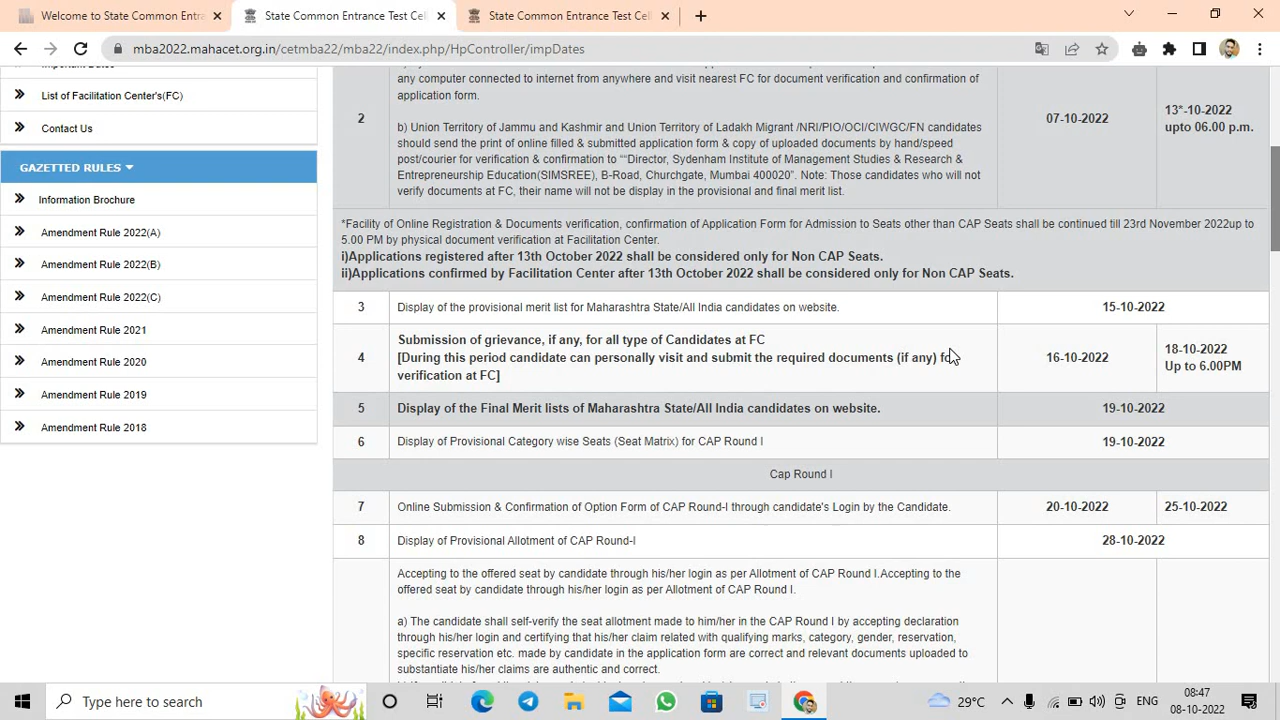 Welcome to State Common Entra
State Common Entrance Test Cel
State Common Entrance Test Cel
mba2022.mahacet.org.in/cetmba22/mba22/index.php/HpController/impDates
Important Dates
List of Facilitation Center's(FC)
Contact Us
GAZETTED RULES
Information Brochure
Amendment Rule 2022(A)
Amendment Rule 2022(B)
Amendment Rule 2022(C)
Amendment Rule 2021
Amendment Rule 2020
Amendment Rule 2019
Amendment Rule 2018
any computer connected to internet from anywhere and visit nearest FC for document verification and confirmation of
application form.
2
07-10-2022
13*-10-2022
upto 06.00 p.m.
b) Union Territory of Jammu and Kashmir and Union Territory of Ladakh Migrant /NRI/PIO/OCI/CIWGC/FN candidates
should send the print of online filled & submitted application form & copy of uploaded documents by hand/speed
post/courier for verification & confirmation to ““Director, Sydenham Institute of Management Studies & Research &
Entrepreneurship Education(SIMSREE), B-Road, Churchgate, Mumbai 400020”. Note: Those candidates who will not
verify documents at FC, their name will not be display in the provisional and final merit list.
*Facility of Online Registration & Documents verification, confirmation of Application Form for Admission to Seats other than CAP Seats shall be continued till 23rd November 2022up to
5.00 PM by physical document verification at Facilitation Center.
i)Applications registered after 13th October 2022 shall be considered only for Non CAP Seats.
ii)Applications confirmed by Facilitation Center after 13th October 2022 shall be considered only for Non CAP Seats.
3 Display of the provisional merit list for Maharashtra State/All India candidates on website. 15-10-2022
4
Submission of grievance, if any, for all type of Candidates at FC
[During this period candidate can personally visit and submit the required documents (if any) for
verification at FC]
16-10-2022
18-10-2022
Up to 6.00PM
5 Display of the Final Merit lists of Maharashtra State/All India candidates on website. 19-10-2022
6 Display of Provisional Category wise Seats (Seat Matrix) for CAP Round I 19-10-2022
Cap Round I
7 Online Submission & Confirmation of Option Form of CAP Round-I through candidate's Login by the Candidate. 20-10-2022 25-10-2022
8 Display of Provisional Allotment of CAP Round-I 28-10-2022
Accepting to the offered seat by candidate through his/her login as per Allotment of CAP Round I.Accepting to the
offered seat by candidate through his/her login as per Allotment of CAP Round I.
a) The candidate shall self-verify the seat allotment made to him/her in the CAP Round I by accepting declaration
through his/her login and certifying that his/her claim related with qualifying marks, category, gender, reservation,
specific reservation etc. made by candidate in the application form are correct and relevant documents uploaded to
substantiate his/her claims are authentic and correct.
Type here to search
29°C
ENG
08:47
08-10-2022